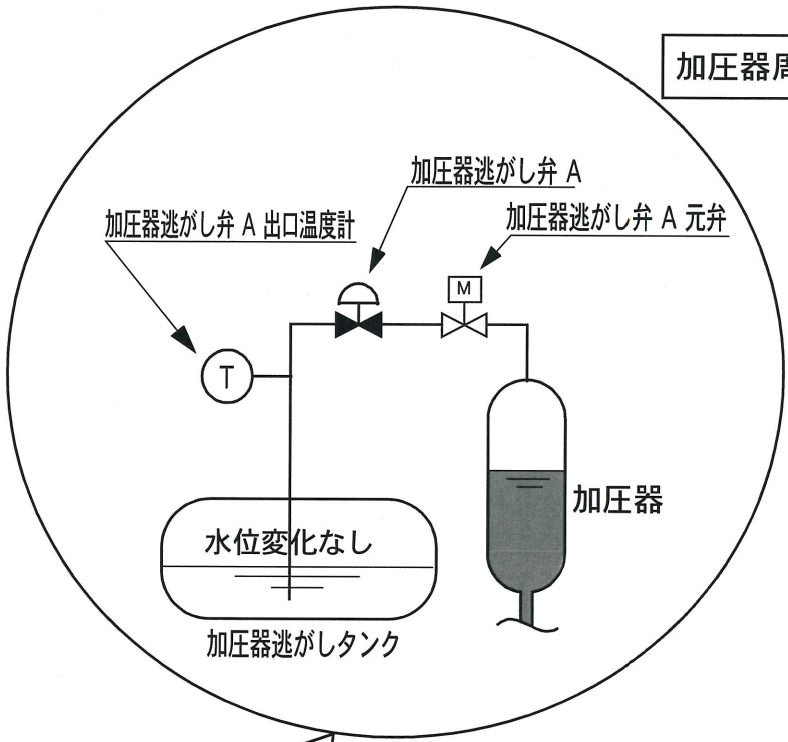 加圧器周
加圧器逃がし弁 A
加圧器逃がし弁 A 元弁
加圧器逃がし弁 A 出口温度計
M
T
加圧器
水位変化なし
加圧器逃がしタンク